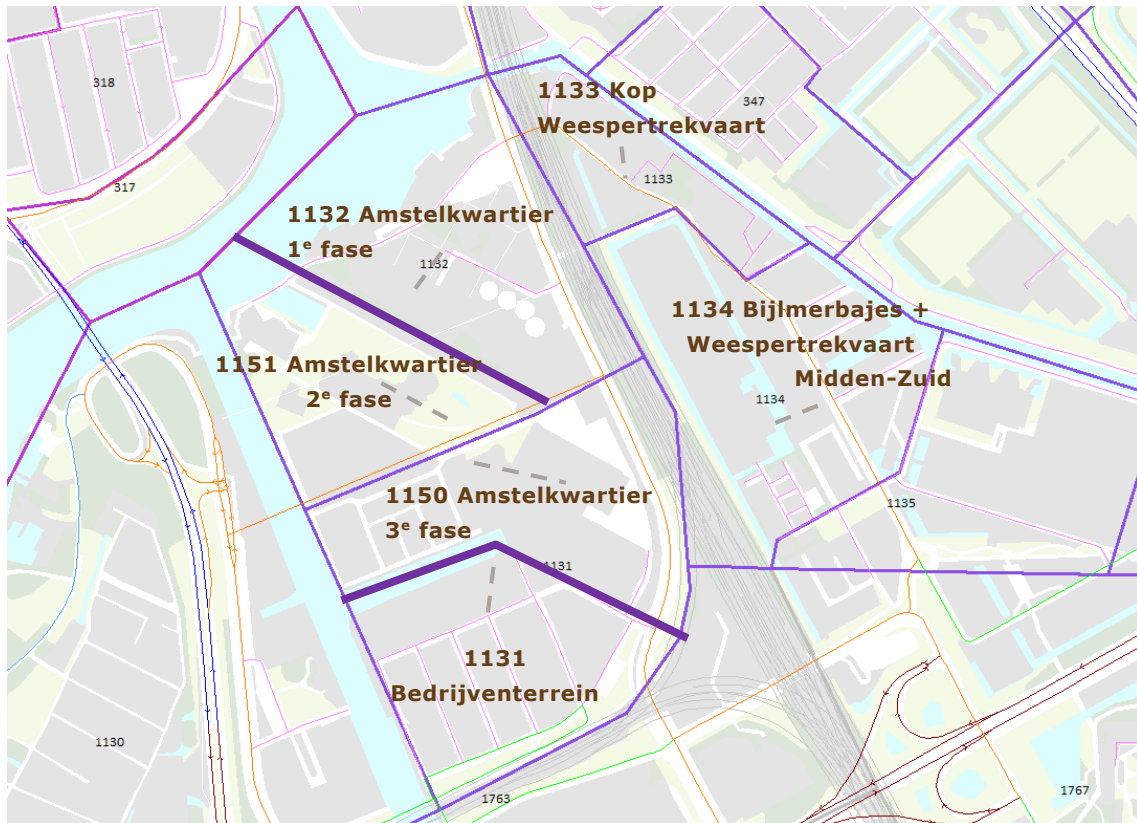 318
1133 Kop
Weespertrekvaart
347
1133
317
1132 Amstelkwartier
1e fase
1132
1134 Bijlmerbajes +
Weespertrekvaart
Midden-Zuid
1134
1151 Amstelkwartier
2e fase
1150 Amstelkwartier
3e fase
1135
1131
1131
Bedrijventerrein
1130
1763
1767